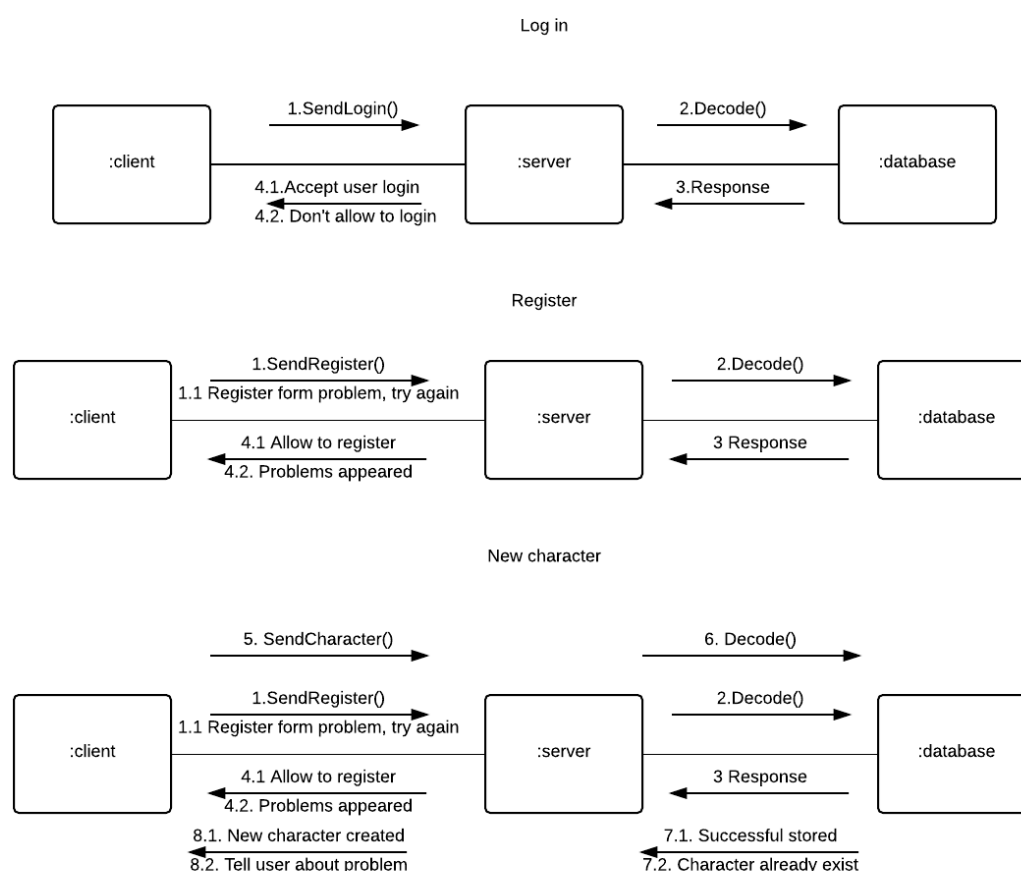 Log in
1.SendLogin()
2.Decode()
:client
:server
:database
4.1.Accept user login
3.Response
4.2. Don't allow to login
Register
1.SendRegister()
2.Decode()
1.1 Register form problem, try again
:client
:server
:database
4.1 Allow to register
3 Response
4.2. Problems appeared
New character
5. SendCharacter()
6. Decode()
1.SendRegister()
2.Decode()
1.1 Register form problem, try again
:client
:server
:database
4.1 Allow to register
3 Response
4.2. Problems appeared
8.1. New character created
7.1. Successful stored
8.2. Tell user about problem
7.2. Character already exist